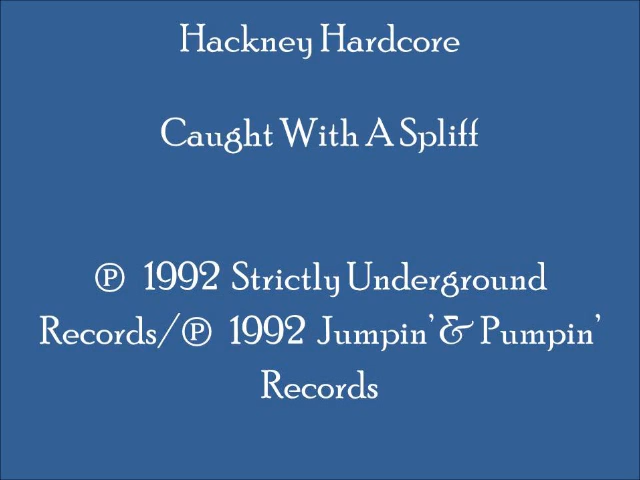 Hackney Hardcore
Caught With A Spliff
℗ 1992 Strictly Underground
Records/℗ 1992 Jumpin' & Pumpin'
Records